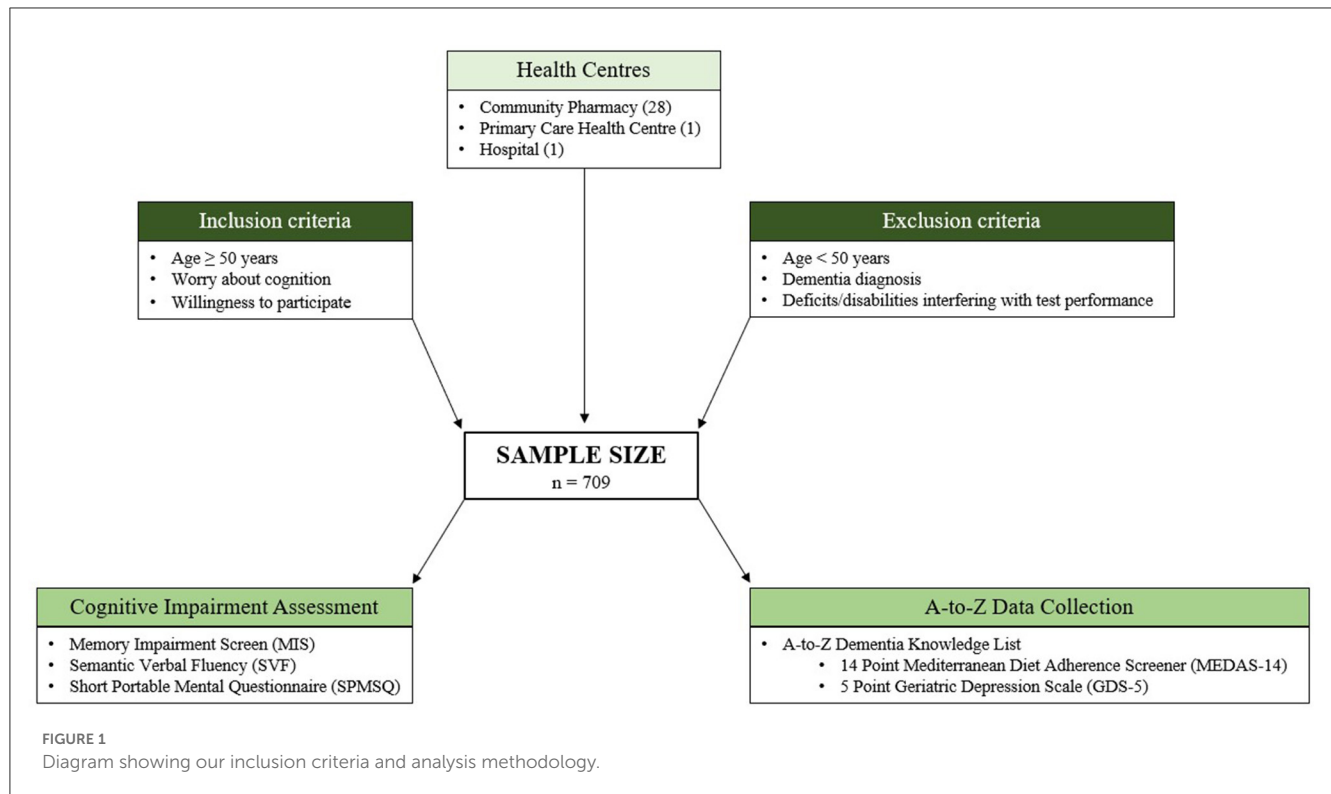 Health Centres
• Community Pharmacy (28)
• Primary Care Health Centre (1)
• Hospital (1)
Inclusion criteria
• Age ≥ 50 years
• Worry about cognition
• Willingness to participate
Exclusion criteria
• Age < 50 years
• Dementia diagnosis
• Deficits/disabilities interfering with test performance
SAMPLE SIZE
n = 709
Cognitive Impairment Assessment
• Memory Impairment Screen (MIS)
• Semantic Verbal Fluency (SVF)
• Short Portable Mental Questionnaire (SPMSQ)
A-to-Z Data Collection
• A-to-Z Dementia Knowledge List
• 14 Point Mediterranean Diet Adherence Screener (MEDAS-14)
• 5 Point Geriatric Depression Scale (GDS-5)
FIGURE 1
Diagram showing our inclusion criteria and analysis methodology.